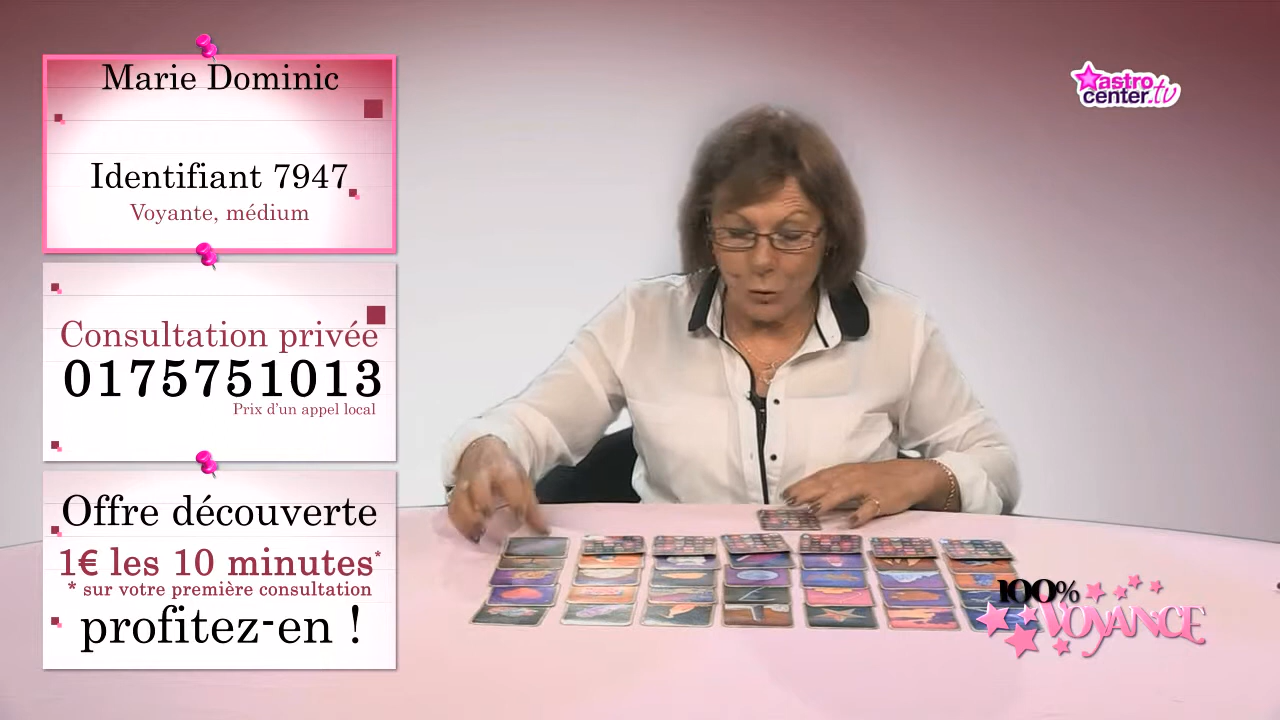 Marie Dominic
Identifiant 7947
Voyante, médium
Consultation privée
0175751013
Prix d'un appel local
Offre découverte
1€ les 10 minutes*
* sur votre première consultation
profitez-en !
astro
center.tv
100%
VOYANCE